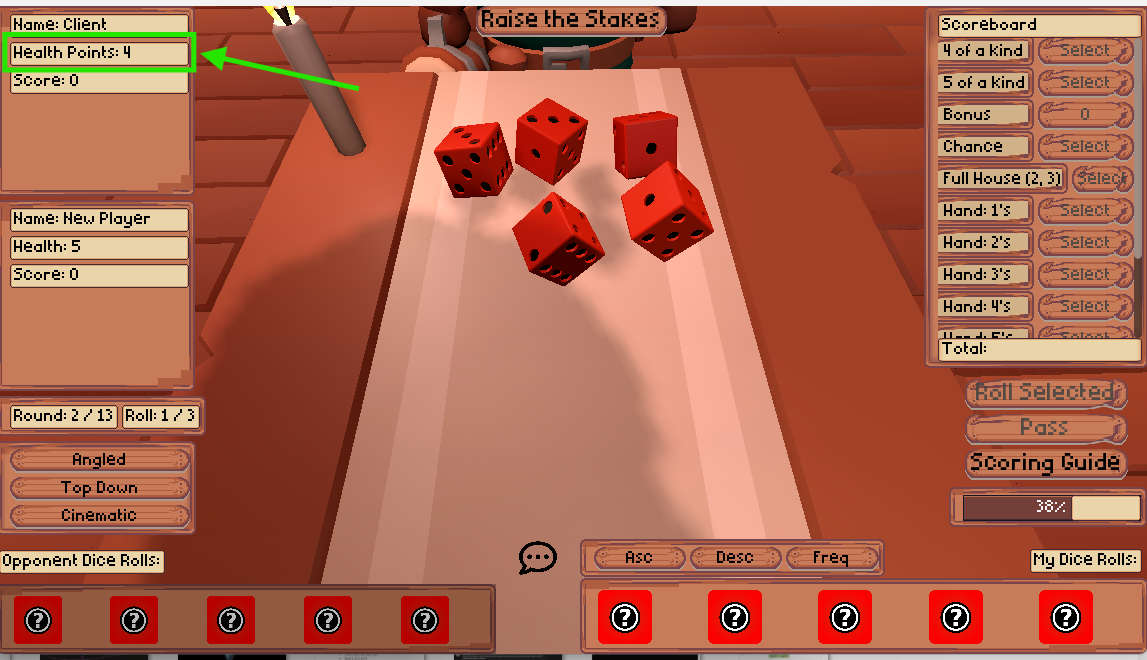 Raise the Stakes
Name: Client
Health Points: 4
Score: 0
Name: New Player
Health: 5
Score: 0
Round: 2 / 13
Roll: 1 / 3
Angled
Top Down
Cinematic
Opponent Dice Rolls:
?
?
?
?
?
Scoreboard
4 of a kind Select
5 of a kind Select
Bonus 0
Chance Select
Full House (2, 3) Select
Hand: 1's Select
Hand: 2's Select
Hand: 3's Select
Hand: 4's Select
Hand: 5's Select
Total:
Roll Selected
Pass
Scoring Guide
38%
Asc
Desc
Freq
My Dice Rolls:
?
?
?
?
?